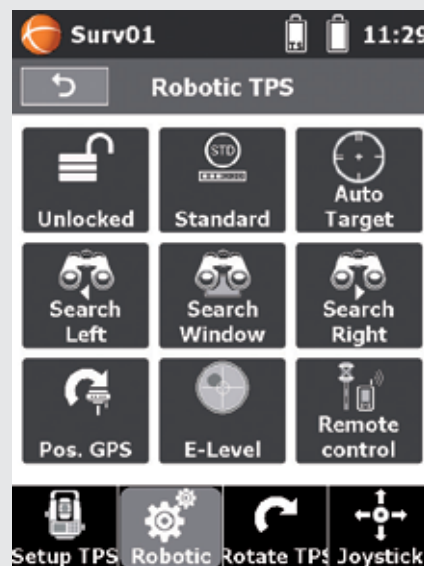 Surv01 11:29
Robotic TPS
Unlocked Standard Auto Target
STD
Search Left Search Window Search Right
Pos. GPS E-Level Remote control
Setup TPS Robotic Rotate TPS Joystick